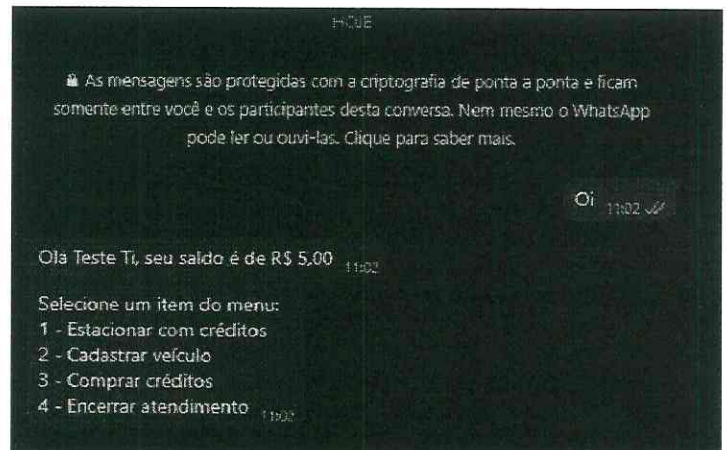 HOJE
As mensagens são protegidas com a criptografia de ponta a ponta e ficam
somente entre você e os participantes desta conversa. Nem mesmo o WhatsApp
pode ler ou ouvi-las. Clique para saber mais.
Oi 11:02
Ola Teste Ti, seu saldo é de R$ 5,00 11:02
Selecione um item do menu:
1 - Estacionar com créditos
2 - Cadastrar veículo
3 - Comprar créditos
4 - Encerrar atendimento 11:02